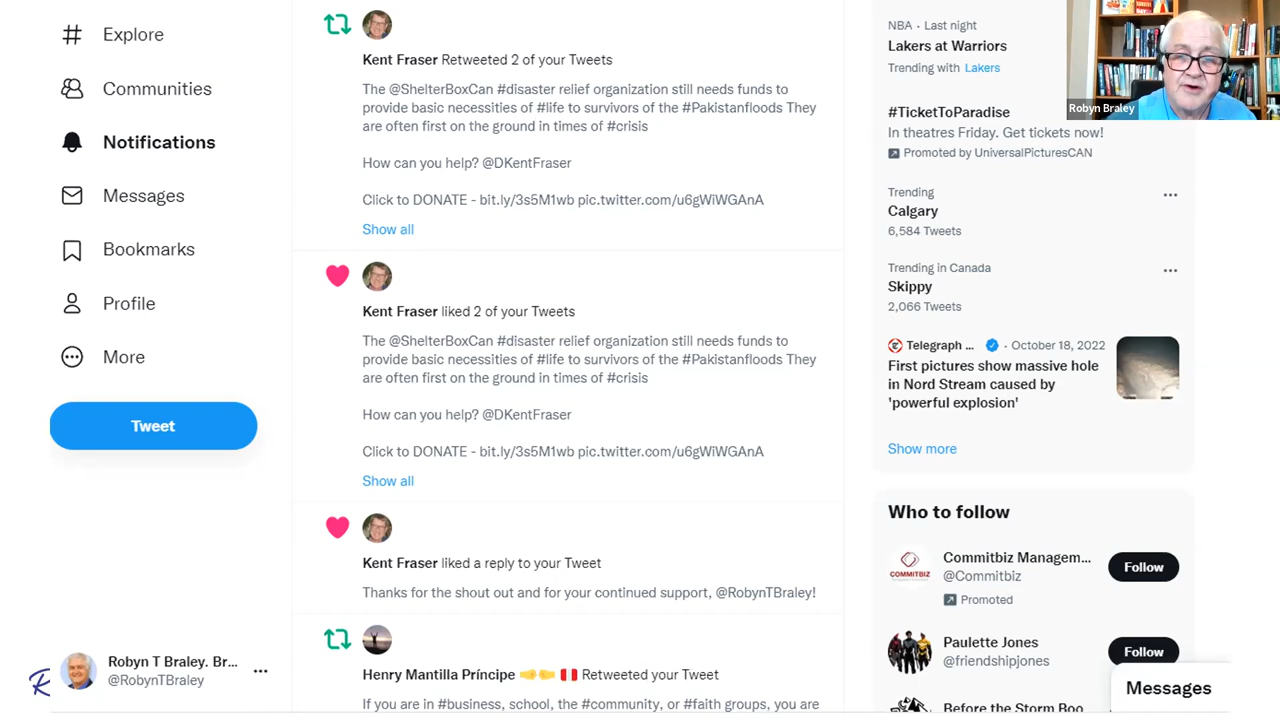 Explore
Communities
Notifications
Messages
Bookmarks
Profile
More
Tweet
Robyn T Braley. Br...
@RobynTBraley
Kent Fraser Retweeted 2 of your Tweets
The @ShelterBoxCan #disaster relief organization still needs funds to
provide basic necessities of #life to survivors of the #Pakistanfloods They
are often first on the ground in times of #crisis
How can you help? @DKentFraser
Click to DONATE - bit.ly/3s5M1wb pic.twitter.com/u6gWiWGAnA
Show all
Kent Fraser liked 2 of your Tweets
The @ShelterBoxCan #disaster relief organization still needs funds to
provide basic necessities of #life to survivors of the #Pakistanfloods They
are often first on the ground in times of #crisis
How can you help? @DKentFraser
Click to DONATE - bit.ly/3s5M1wb pic.twitter.com/u6gWiWGAnA
Show all
Kent Fraser liked a reply to your Tweet
Thanks for the shout out and for your continued support, @RobynTBraley!
Henry Mantilla Príncipe 🤜🤛 🇵🇪 Retweeted your Tweet
If you are in #business, school, the #community, or #faith groups, you are
NBA · Last night
Lakers at Warriors
Trending with Lakers
#TicketToParadise
In theatres Friday. Get tickets now!
Promoted by UniversalPicturesCAN
Trending
Calgary
6,584 Tweets
Trending in Canada
Skippy
2,066 Tweets
Telegraph ... · October 18, 2022
First pictures show massive hole
in Nord Stream caused by
'powerful explosion'
Show more
Who to follow
COMMITBIZ
Commitbiz Managem...
@Commitbiz
Follow
Promoted
Paulette Jones
@friendshipjones
Follow
Before the Storm Boo
Messages
Robyn Braley